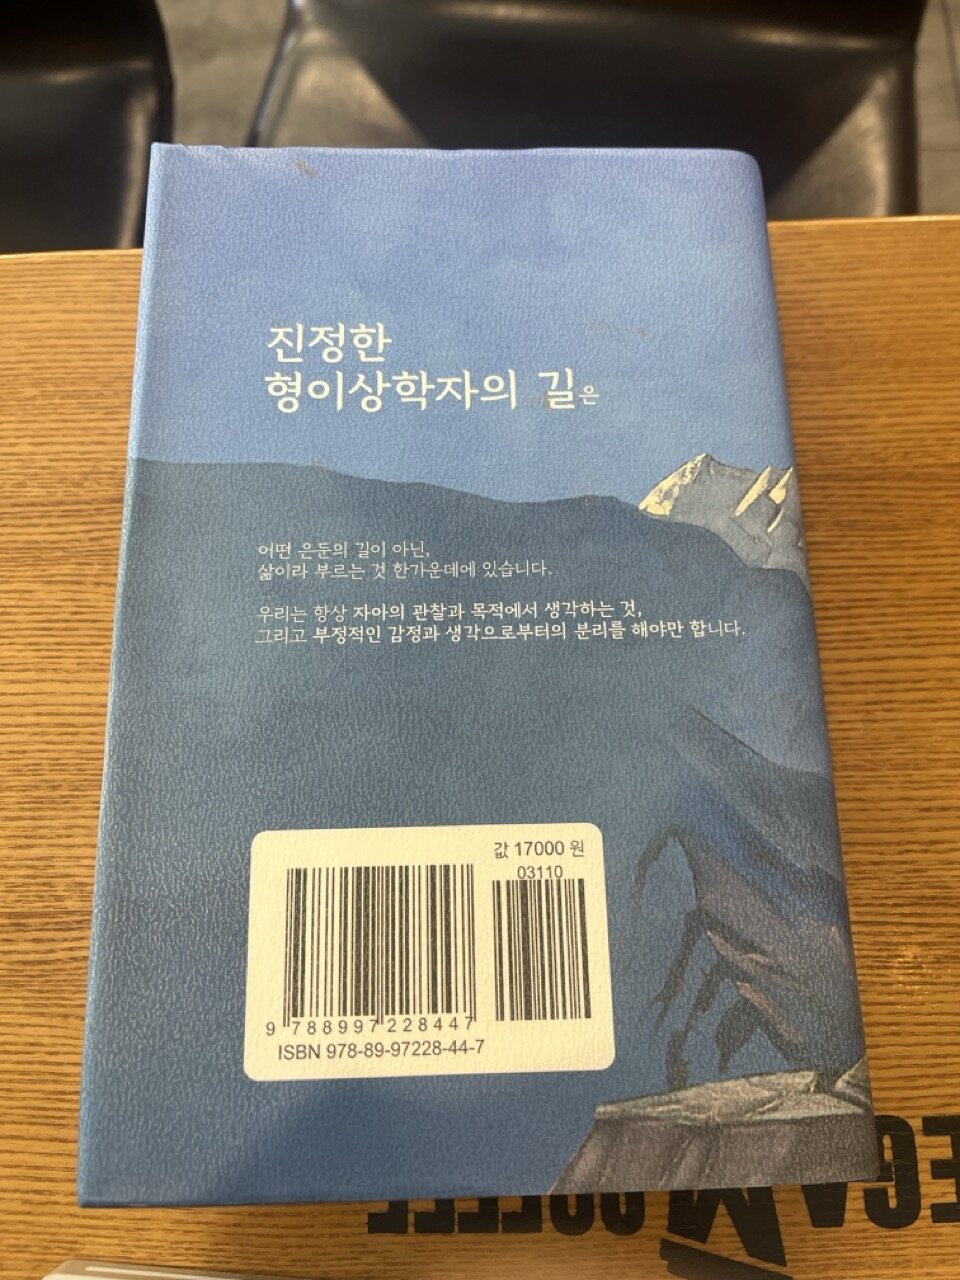 진정한
형이상학자의 길은
어떤 은둔의 길이 아닌,
삶이라 부르는 것 한가운데에 있습니다.
우리는 항상 자아의 관찰과 목적에서 생각하는 것,
그리고 부정적인 감정과 생각으로부터의 분리를 해야만 합니다.
값 17000 원
03110
9 788997 228447
ISBN 978-89-97228-44-7
MEGA COFFEE